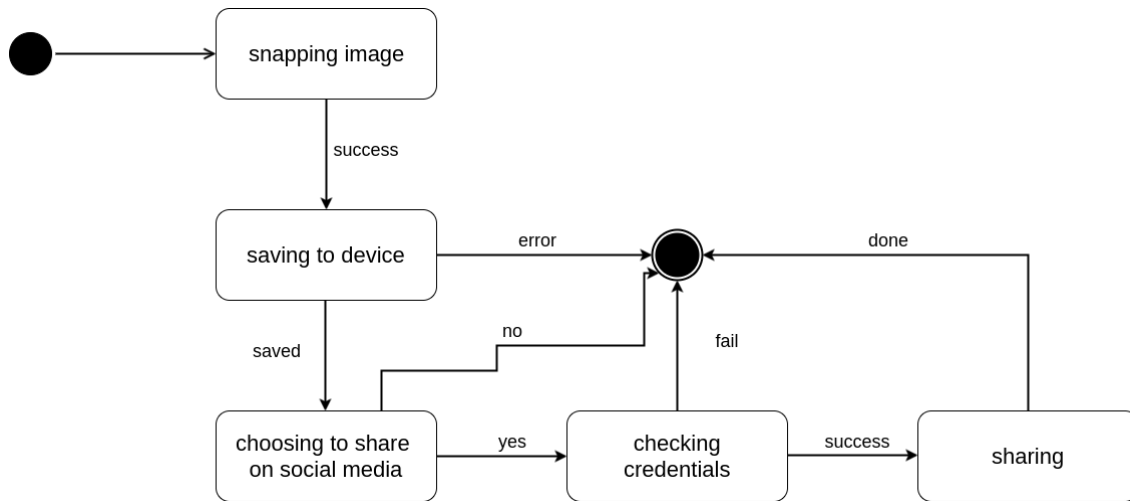 snapping image
success
saving to device
error
done
no
saved
fail
choosing to share
on social media
yes
checking
credentials
success
sharing